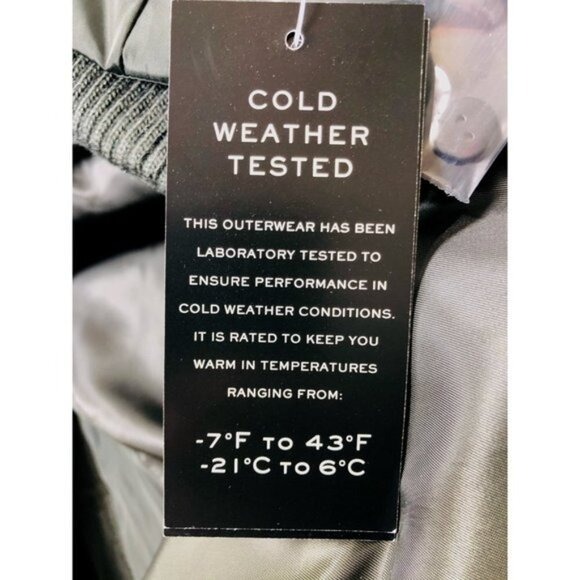 COLD
WEATHER
TESTED
THIS OUTERWEAR HAS BEEN
LABORATORY TESTED TO
ENSURE PERFORMANCE IN
COLD WEATHER CONDITIONS.
IT IS RATED TO KEEP YOU
WARM IN TEMPERATURES
RANGING FROM:
-7°F TO 43°F
-21°C TO 6°C